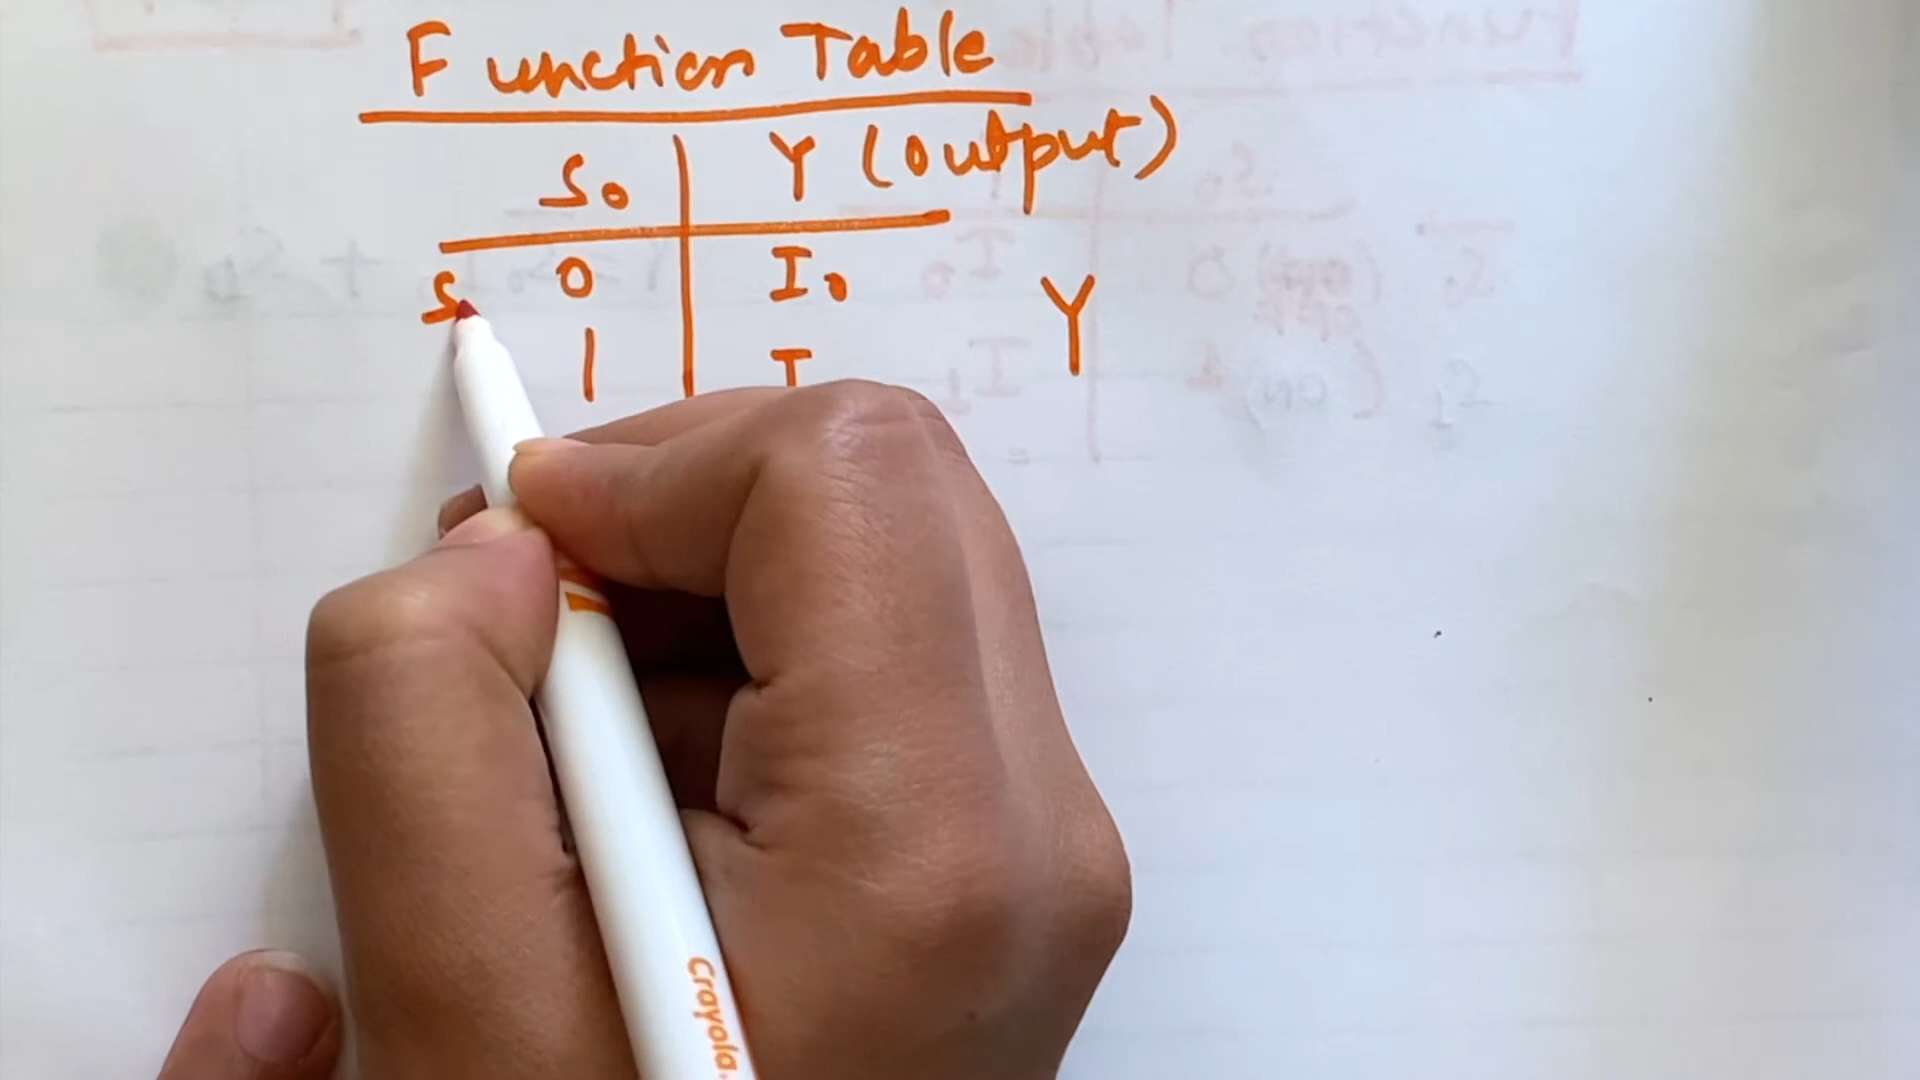 Function Table
S₀ Y (output)
S 0 I₀ Y
1 I
Crayola.